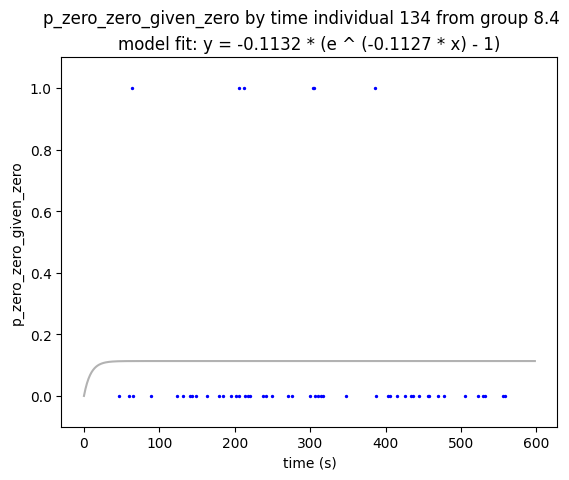 p_zero_zero_given_zero by time individual 134 from group 8.4
model fit: y = -0.1132 * (e ^ (-0.1127 * x) - 1)
1.0
0.8
0.6
0.4
0.2
0.0
p_zero_zero_given_zero
0 100 200 300 400 500 600
time (s)